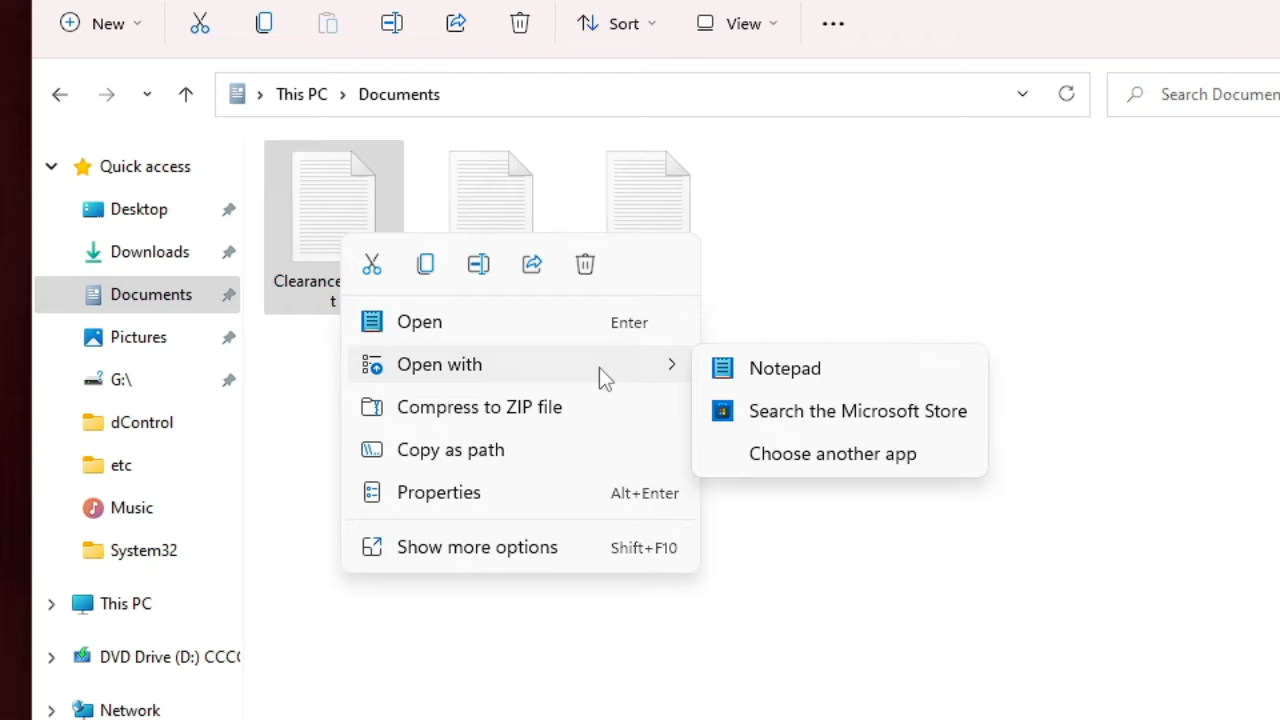 New
Sort
View
This PC > Documents
Search Documen
Quick access
Desktop
Downloads
Documents
Pictures
G:\
dControl
etc
Music
System32
This PC
DVD Drive (D:) CCC
Network
Clearance
t
Open Enter
Open with
Compress to ZIP file
Copy as path
Properties Alt+Enter
Show more options Shift+F10
Notepad
Search the Microsoft Store
Choose another app